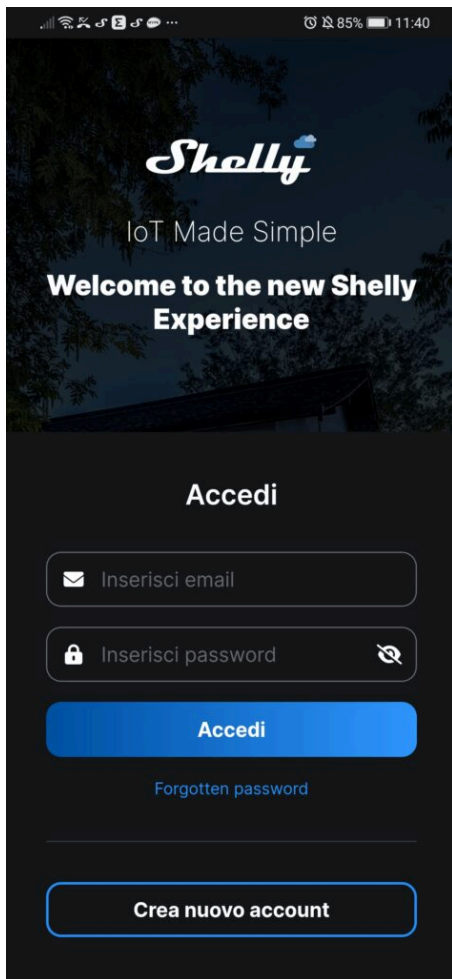 85% 11:40
Shelly
IoT Made Simple
Welcome to the new Shelly
Experience
Accedi
Inserisci email
Inserisci password
Accedi
Forgotten password
Crea nuovo account